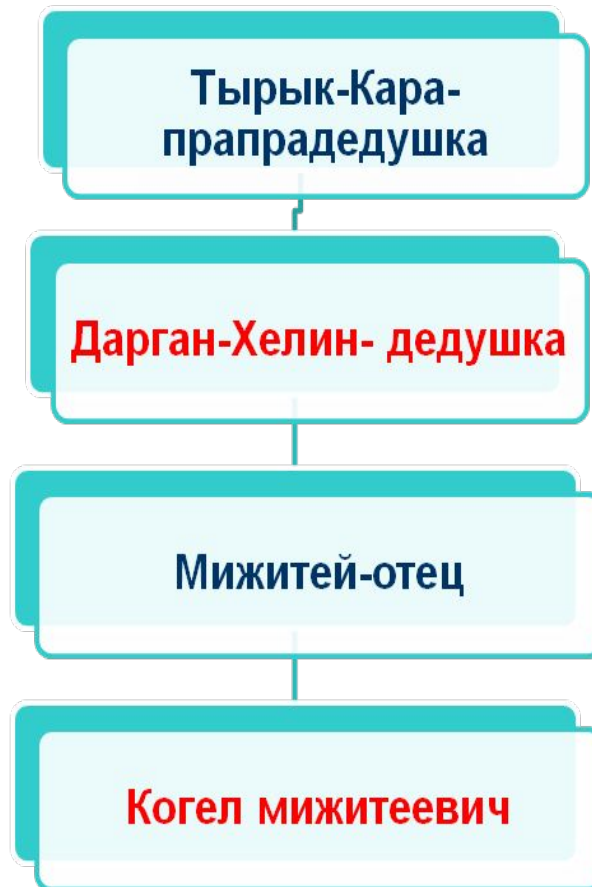 Тырык-Кара-
прапрадедушка
Дарган-Хелин- дедушка
Мижитей-отец
Когел мижитеевич